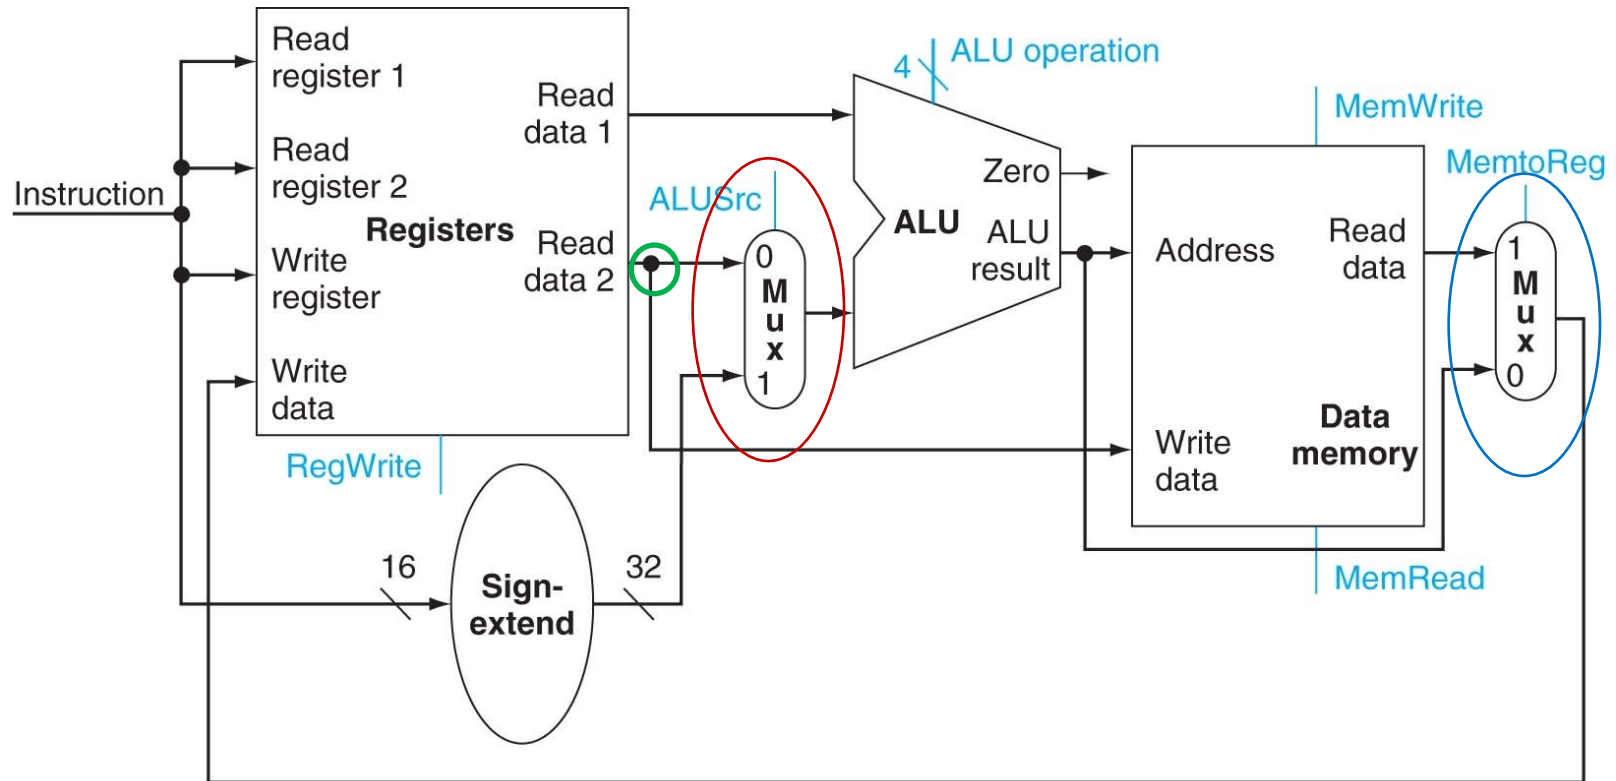 Instruction
Read
register 1
Read
register 2
Registers
Write
register
Write
data
Read
data 1
Read
data 2
RegWrite
16
Sign-
extend
32
ALUSrc
0
M
u
x
1
4
ALU operation
Zero
ALU
ALU
result
MemWrite
Address
Read
data
Write
data
Data
memory
MemRead
MemtoReg
1
M
u
x
0